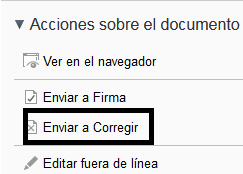 Acciones sobre el documento
Ver en el navegador
Enviar a Firma
Enviar a Corregir
Editar fuera de línea